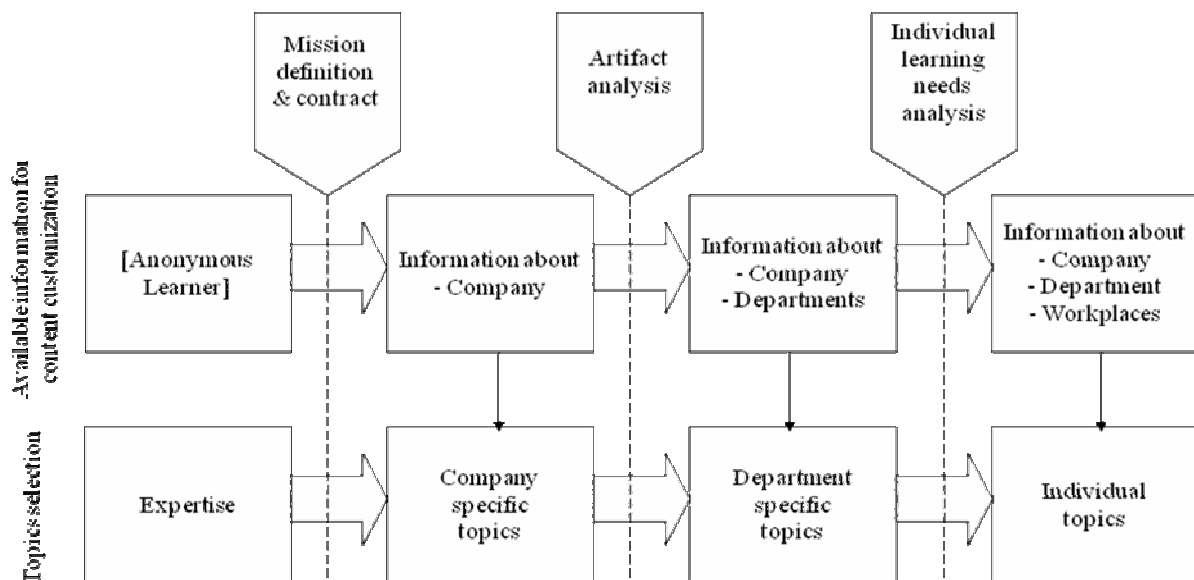 Mission
definition
& contract
Artifact
analysis
Individual
learning
needs
analysis
Available information for
content customization
[Anonymous
Learner]
Information about
- Company
Information about
- Company
- Departments
Information about
- Company
- Department
- Workplaces
Topics selection
Expertise
Company
specific
topics
Department
specific
topics
Individual
topics